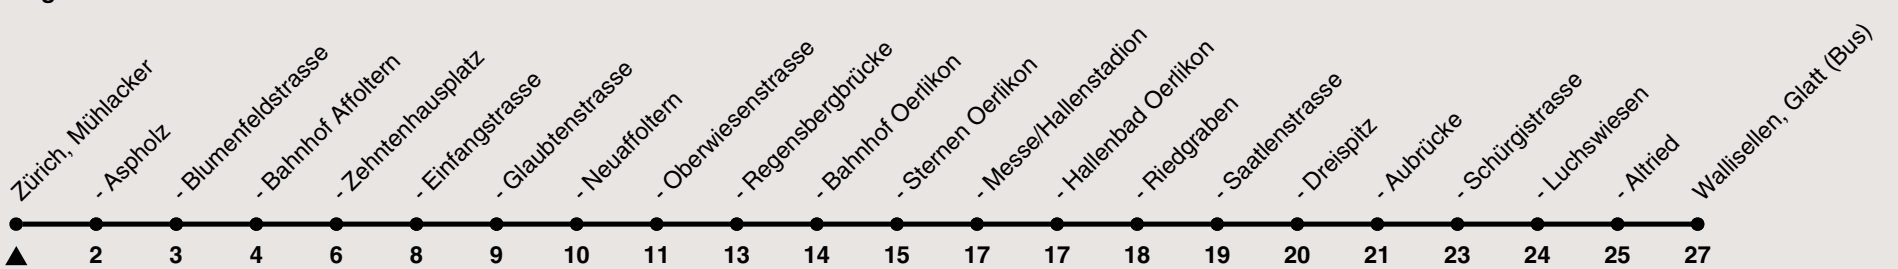 Zürich, Mühlacker
- Aspholz
- Blumenfeldstrasse
- Bahnhof Affoltern
- Zehntenhausplatz
- Einfangstrasse
- Glaubtenstrasse
- Neuaffoltern
- Oberwiesenstrasse
- Regensbergbrücke
- Bahnhof Oerlikon
- Sternen Oerlikon
- Messe/Hallenstadion
- Hallenbad Oerlikon
- Riedgraben
- Saatlenstrasse
- Dreispitz
- Aubrücke
- Schürgistrasse
- Luchswiesen
- Altried
Wallisellen, Glatt (Bus)
2 3 4 6 8 9 10 11 13 14 15 17 17 18 19 20 21 23 24 25 27